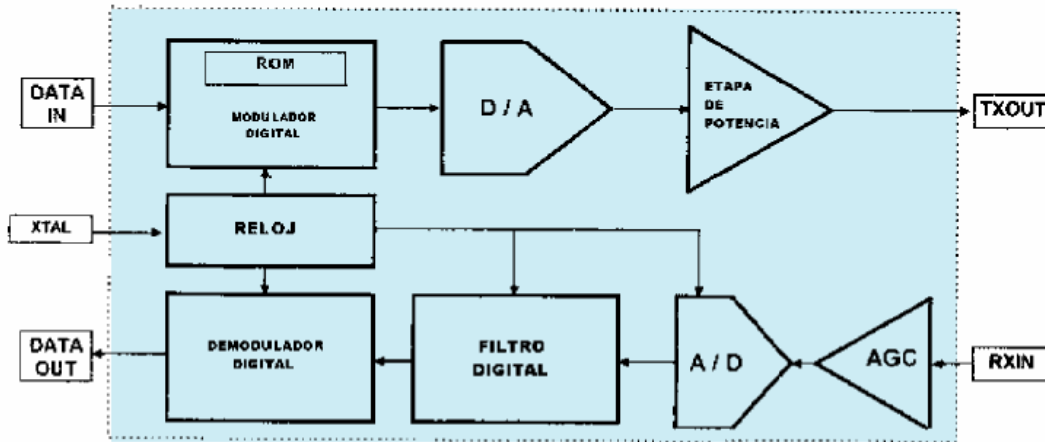 ROM
DATA
IN
MODULADOR
DIGITAL
D / A
ETAPA
DE
POTENCIA
TXOUT
XTAL
RELOJ
DATA
OUT
DEMODULADOR
DIGITAL
FILTRO
DIGITAL
A / D
AGC
RXIN